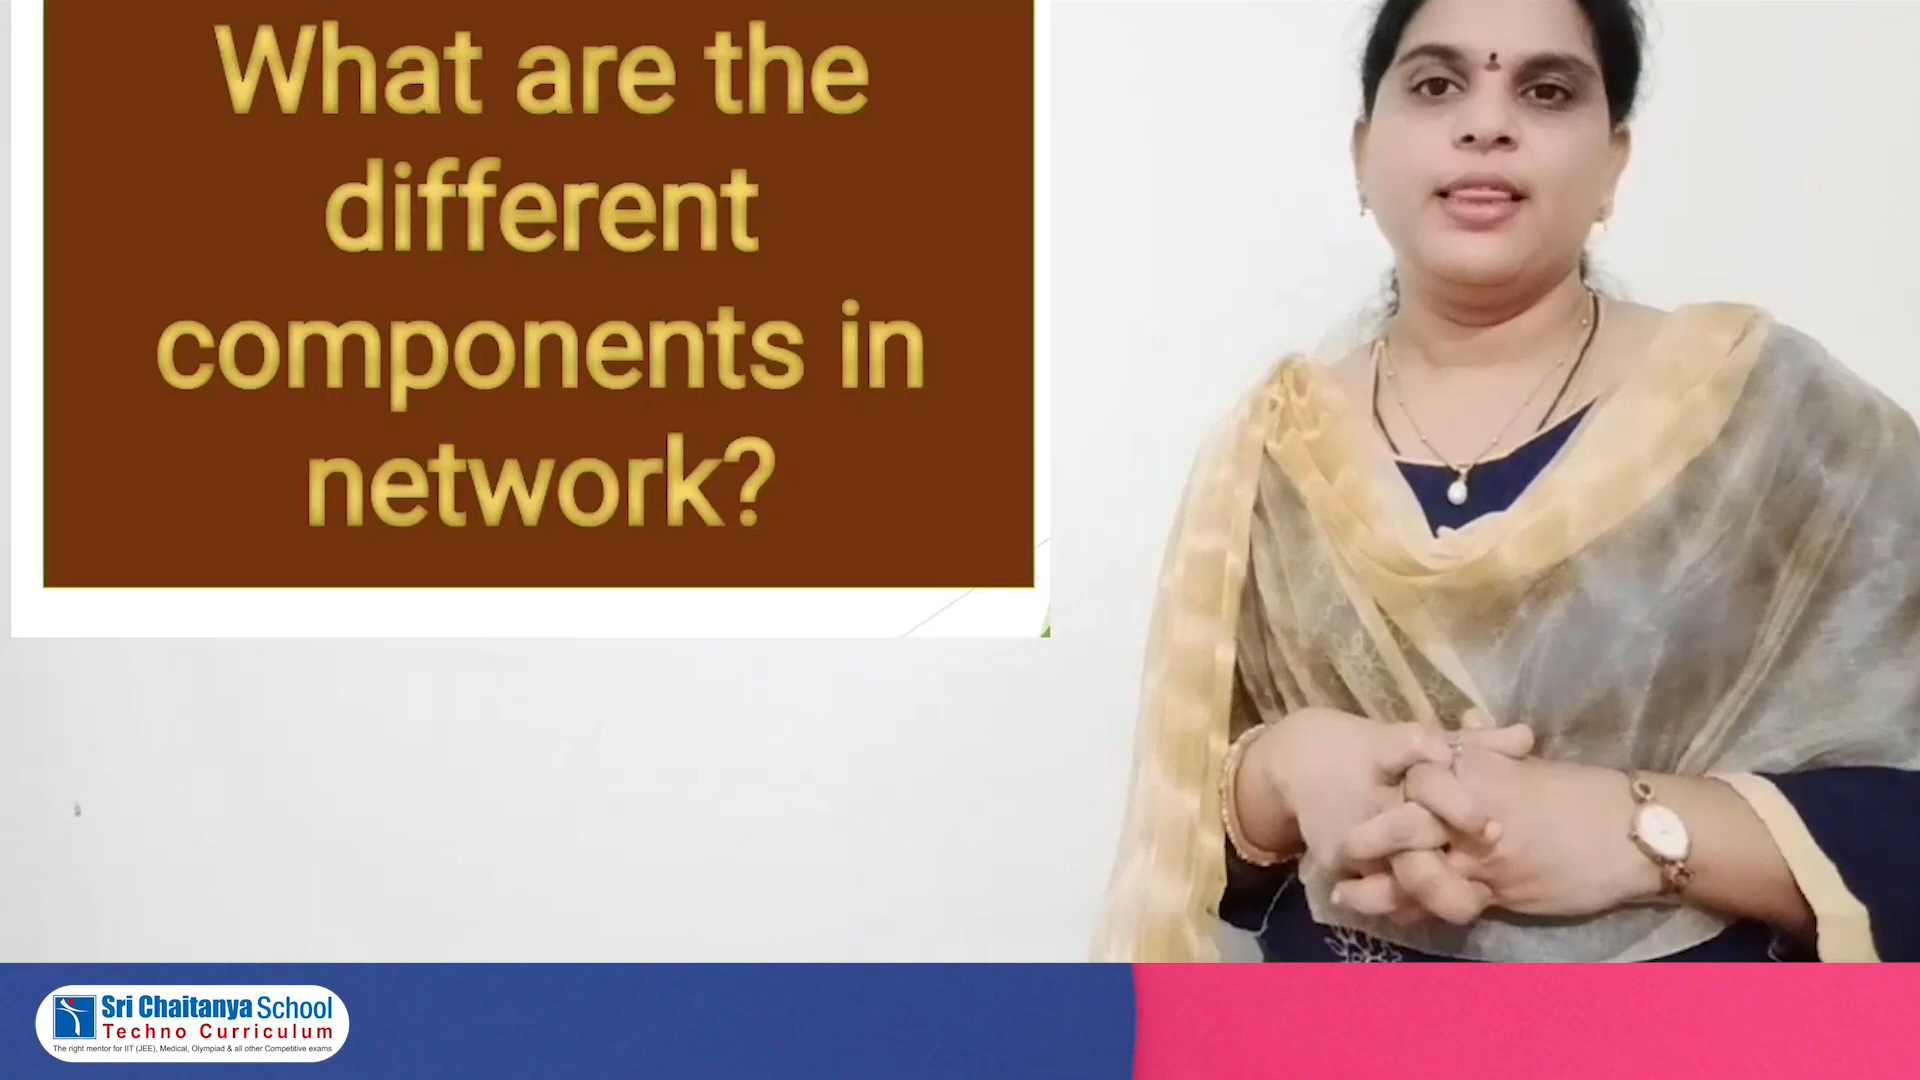 What are the
different
components in
network?
Sri Chaitanya School
Techno Curriculum
The right mentor for IIT (JEE), Medical, Olympiad & all other Competitive exams